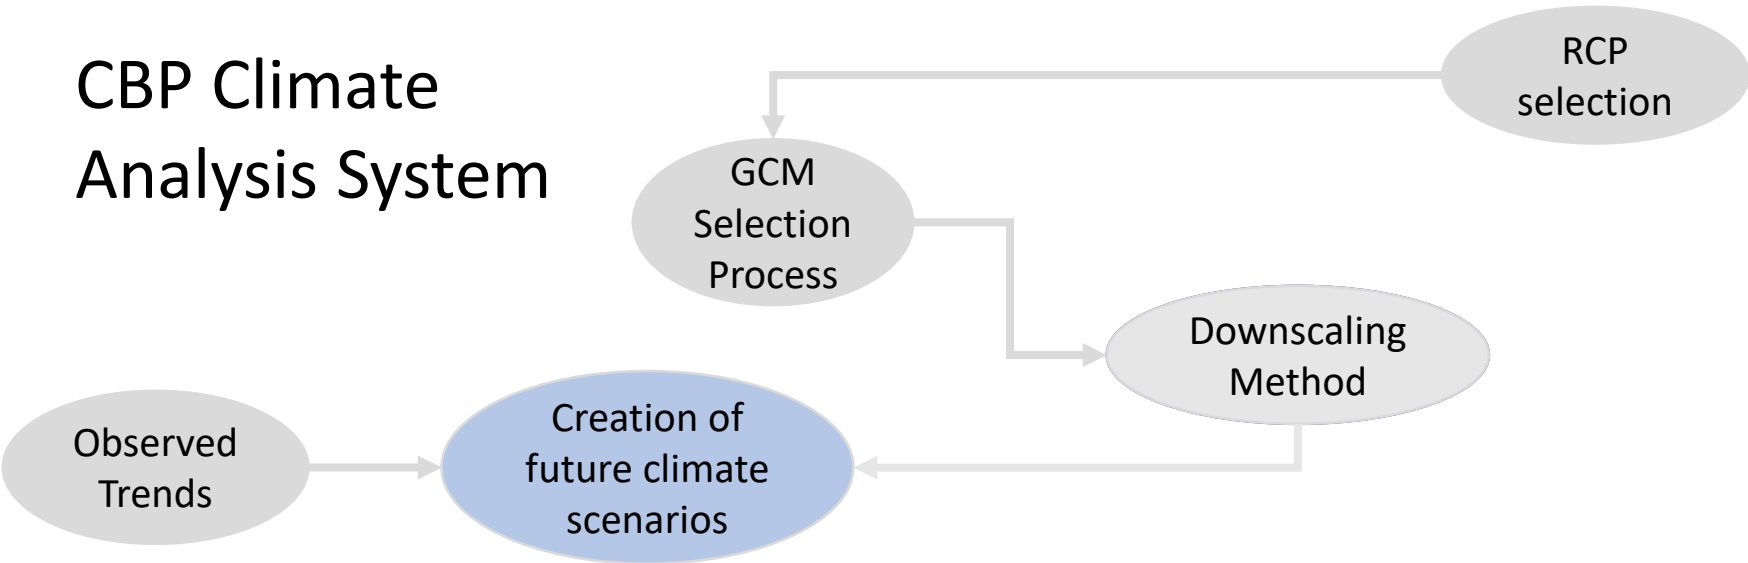 CBP Climate
Analysis System
RCP
selection
GCM
Selection
Process
Downscaling
Method
Observed
Trends
Creation of
future climate
scenarios